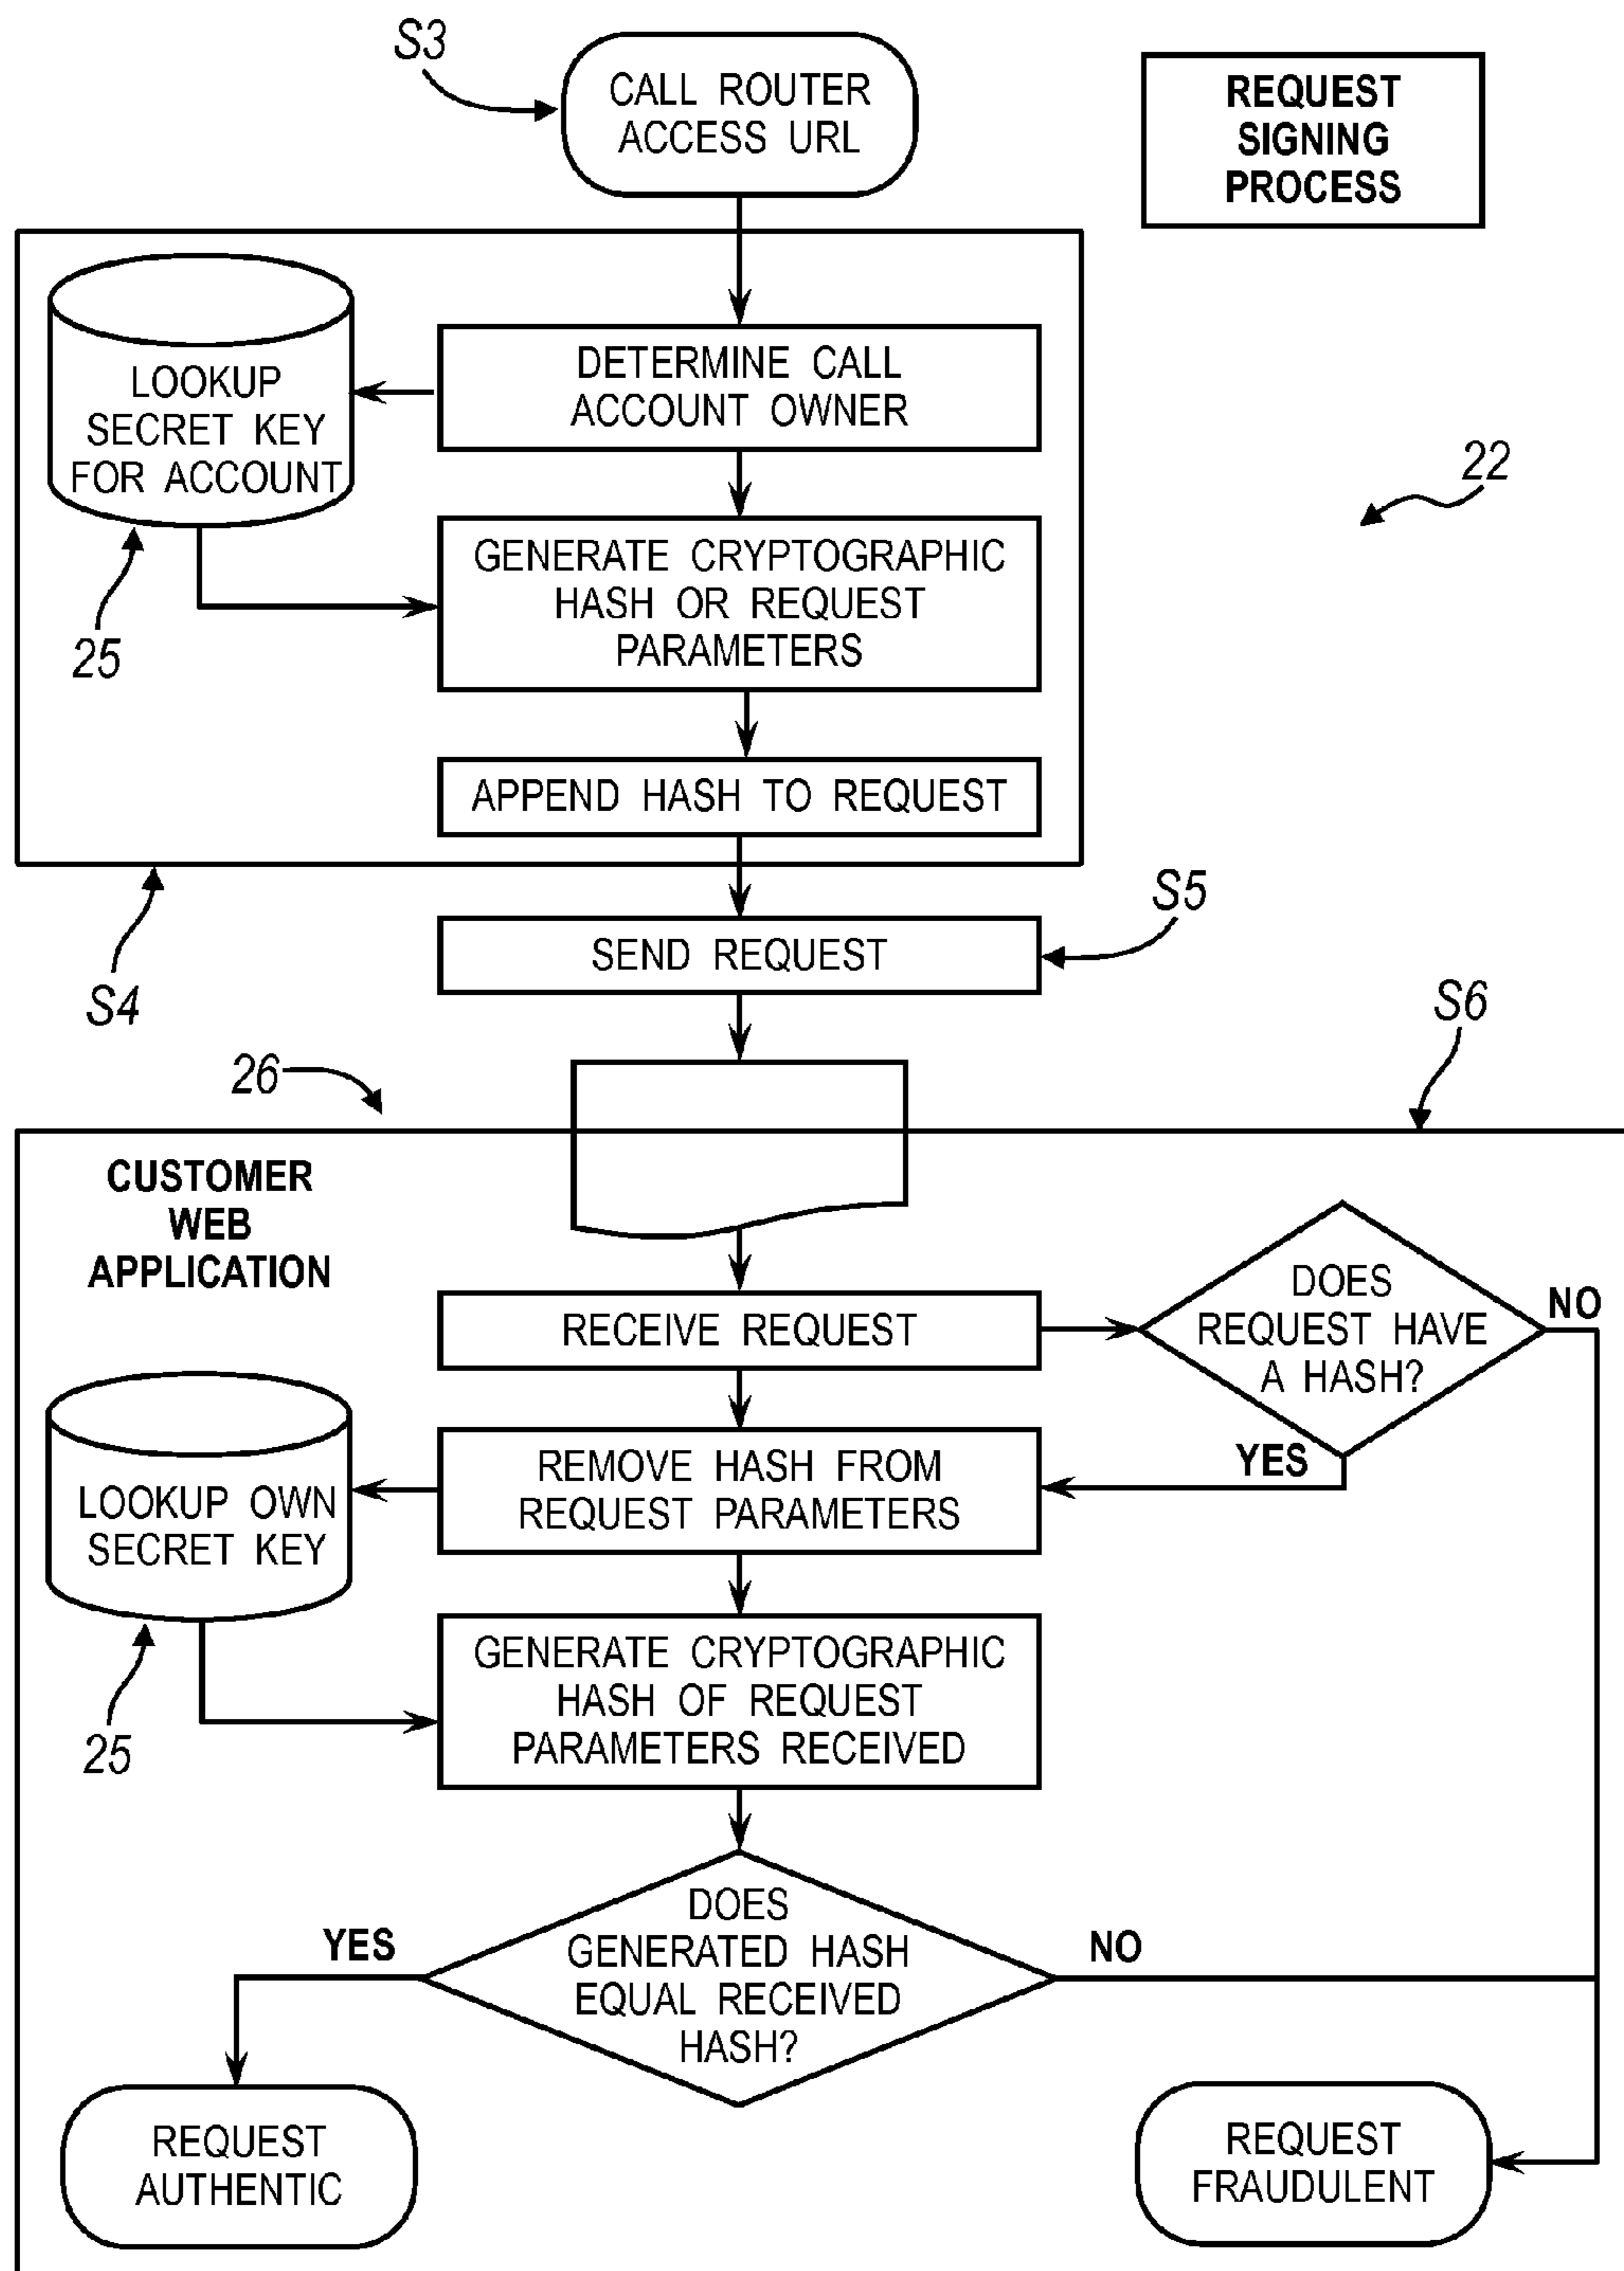 S3
CALL ROUTER
ACCESS URL
REQUEST
SIGNING
PROCESS
LOOKUP
SECRET KEY
FOR ACCOUNT
DETERMINE CALL
ACCOUNT OWNER
22
GENERATE CRYPTOGRAPHIC
HASH OR REQUEST
PARAMETERS
25
APPEND HASH TO REQUEST
S4
SEND REQUEST
S5
26
S6
CUSTOMER
WEB
APPLICATION
RECEIVE REQUEST
DOES
REQUEST HAVE
A HASH?
NO
YES
REMOVE HASH FROM
REQUEST PARAMETERS
LOOKUP OWN
SECRET KEY
25
GENERATE CRYPTOGRAPHIC
HASH OF REQUEST
PARAMETERS RECEIVED
YES
DOES
GENERATED HASH
EQUAL RECEIVED
HASH?
NO
REQUEST
AUTHENTIC
REQUEST
FRAUDULENT